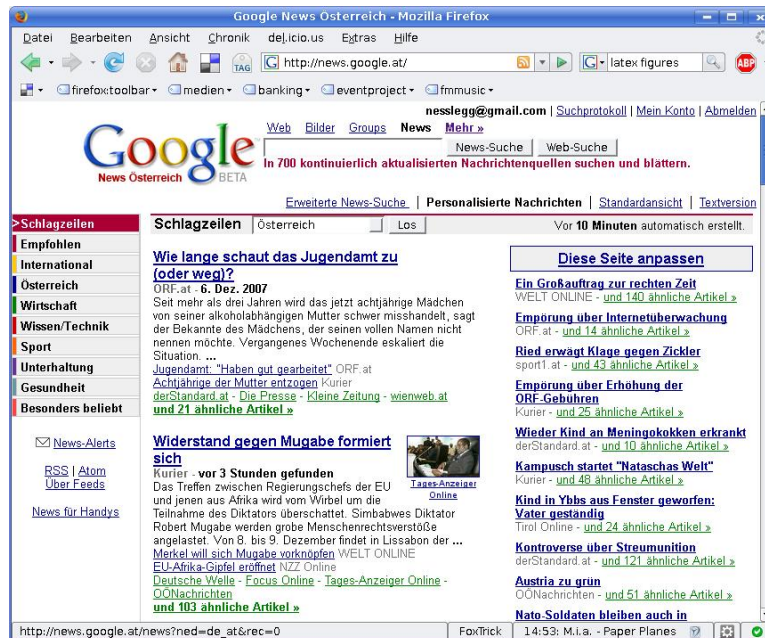 Google News Österreich - Mozilla Firefox
Datei Bearbeiten Ansicht Chronik del.icio.us Extras Hilfe
TAG G http://news.google.at/ G latex figures ABP
firefox:toolbar medien banking eventproject fmmusic
nesslegg@gmail.com | Suchprotokoll | Mein Konto | Abmelden
Web Bilder Groups News Mehr »
Google
News Österreich BETA
News-Suche Web-Suche
In 700 kontinuierlich aktualisierten Nachrichtenquellen suchen und blättern.
Erweiterte News-Suche | Personalisierte Nachrichten | Standardansicht | Textversion
>Schlagzeilen
Empfohlen
International
Österreich
Wirtschaft
Wissen/Technik
Sport
Unterhaltung
Gesundheit
Besonders beliebt
News-Alerts
RSS | Atom
Über Feeds
News für Handys
Schlagzeilen Österreich Los Vor 10 Minuten automatisch erstellt.
Wie lange schaut das Jugendamt zu
(oder weg)?
ORF.at - 6. Dez. 2007
Seit mehr als drei Jahren wird das jetzt achtjährige Mädchen
von seiner alkoholabhängigen Mutter schwer misshandelt, sagt
der Bekannte des Mädchens, der seinen vollen Namen nicht
nennen möchte. Vergangenes Wochenende eskaliert die
Situation. ...
Jugendamt: "Haben gut gearbeitet" ORF.at
Achtjährige der Mutter entzogen Kurier
derStandard.at - Die Presse - Kleine Zeitung - wienweb.at
und 21 ähnliche Artikel »
Widerstand gegen Mugabe formiert
sich
Kurier - vor 3 Stunden gefunden
Das Treffen zwischen Regierungschefs der EU
und jenen aus Afrika wird vom Wirbel um die
Teilnahme des Diktators überschattet. Simbabwes Diktator
Robert Mugabe werden grobe Menschenrechtsverstöße
angelastet. Von 8. bis 9. Dezember findet in Lissabon der ...
Merkel will sich Mugabe vorknöpfen WELT ONLINE
EU-Afrika-Gipfel eröffnet NZZ Online
Deutsche Welle - Focus Online - Tages-Anzeiger Online -
OÖNachrichten
und 103 ähnliche Artikel »
Tages-Anzeiger
Online
Diese Seite anpassen
Ein Großauftrag zur rechten Zeit
WELT ONLINE - und 140 ähnliche Artikel »
Empörung über Internetüberwachung
ORF.at - und 14 ähnliche Artikel »
Ried erwägt Klage gegen Zickler
sport1.at - und 43 ähnliche Artikel »
Empörung über Erhöhung der
ORF-Gebühren
Kurier - und 25 ähnliche Artikel »
Wieder Kind an Meningokokken erkrankt
derStandard.at - und 10 ähnliche Artikel »
Kampusch startet "Nataschas Welt"
Kurier - und 48 ähnliche Artikel »
Kind in Ybbs aus Fenster geworfen:
Vater geständig
Tirol Online - und 24 ähnliche Artikel »
Kontroverse über Streumunition
derStandard.at - und 121 ähnliche Artikel »
Austria zu grün
OÖNachrichten - und 51 ähnliche Artikel »
Nato-Soldaten bleiben auch in
http://news.google.at/news?ned=de_at&rec=0 FoxTrick 14:53: M.i.a. - Paper Planes